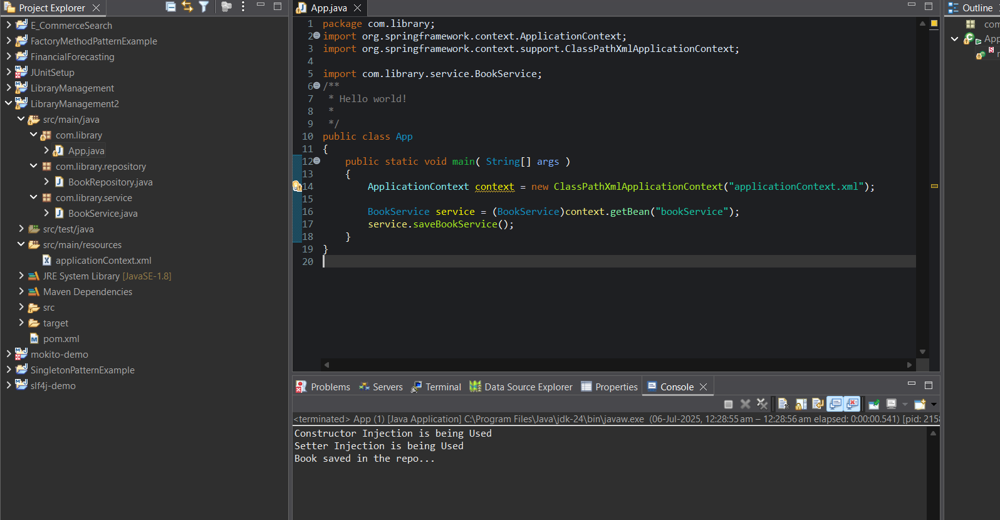 Project Explorer
E_CommerceSearch
FactoryMethodPatternExample
FinancialForecasting
JUnitSetup
LibraryManagement
LibraryManagement2
src/main/java
com.library
App.java
com.library.repository
BookRepository.java
com.library.service
BookService.java
src/test/java
src/main/resources
applicationContext.xml
JRE System Library [JavaSE-1.8]
Maven Dependencies
src
target
pom.xml
mokito-demo
SingletonPatternExample
slf4j-demo
App.java
1 package com.library;
2 import org.springframework.context.ApplicationContext;
3 import org.springframework.context.support.ClassPathXmlApplicationContext;
4
5 import com.library.service.BookService;
6 /**
7 * Hello world!
8 *
9 */
10 public class App
11 {
12 public static void main( String[] args )
13 {
14 ApplicationContext context = new ClassPathXmlApplicationContext("applicationContext.xml");
15
16 BookService service = (BookService)context.getBean("bookService");
17 service.saveBookService();
18 }
19 }
20
Outline
com
App
Problems Servers Terminal Data Source Explorer Properties Console
<terminated> App (1) [Java Application] C:\Program Files\Java\jdk-24\bin\javaw.exe (06-Jul-2025, 12:28:55 am – 12:28:56 am elapsed: 0:00:00.541) [pid: 2158
Constructor Injection is being Used
Setter Injection is being Used
Book saved in the repo...